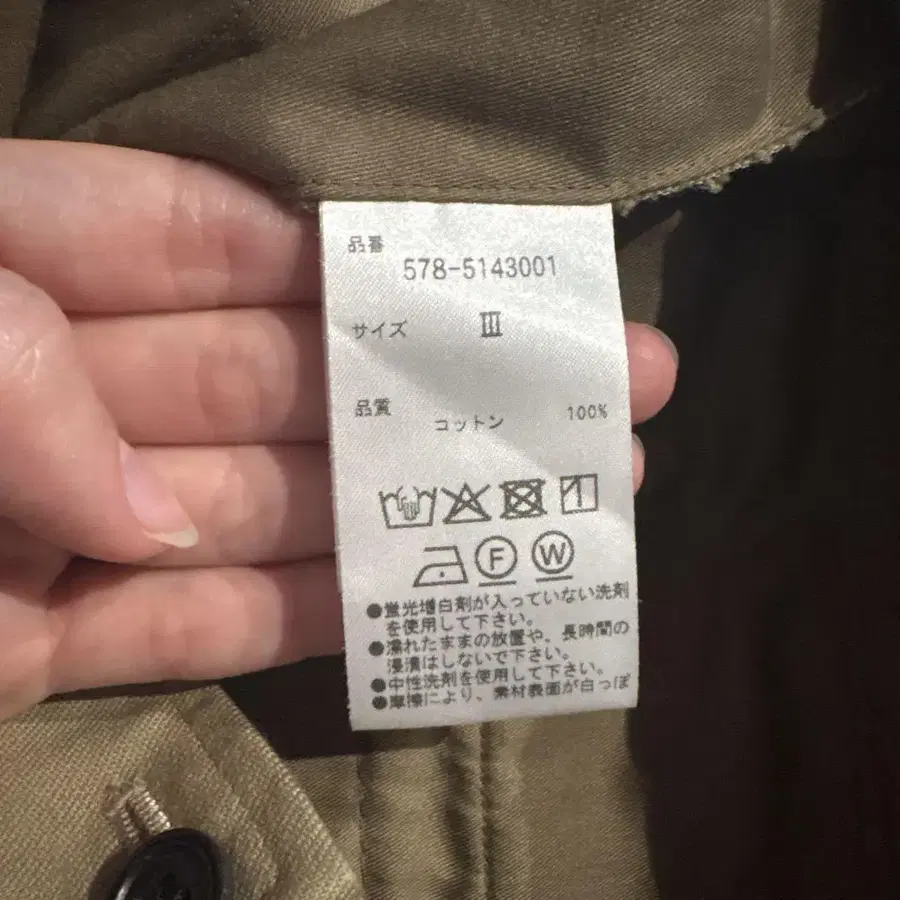 品番
578-5143001
サイズ Ⅲ
品質 コットン 100%
F W
●蛍光増白剤が入っていない洗剤
を使用して下さい。
●濡れたままの放置や、長時間の
浸漬はしないで下さい。
●中性洗剤を使用して下さい。
●摩擦により、素材表面が白っぽ